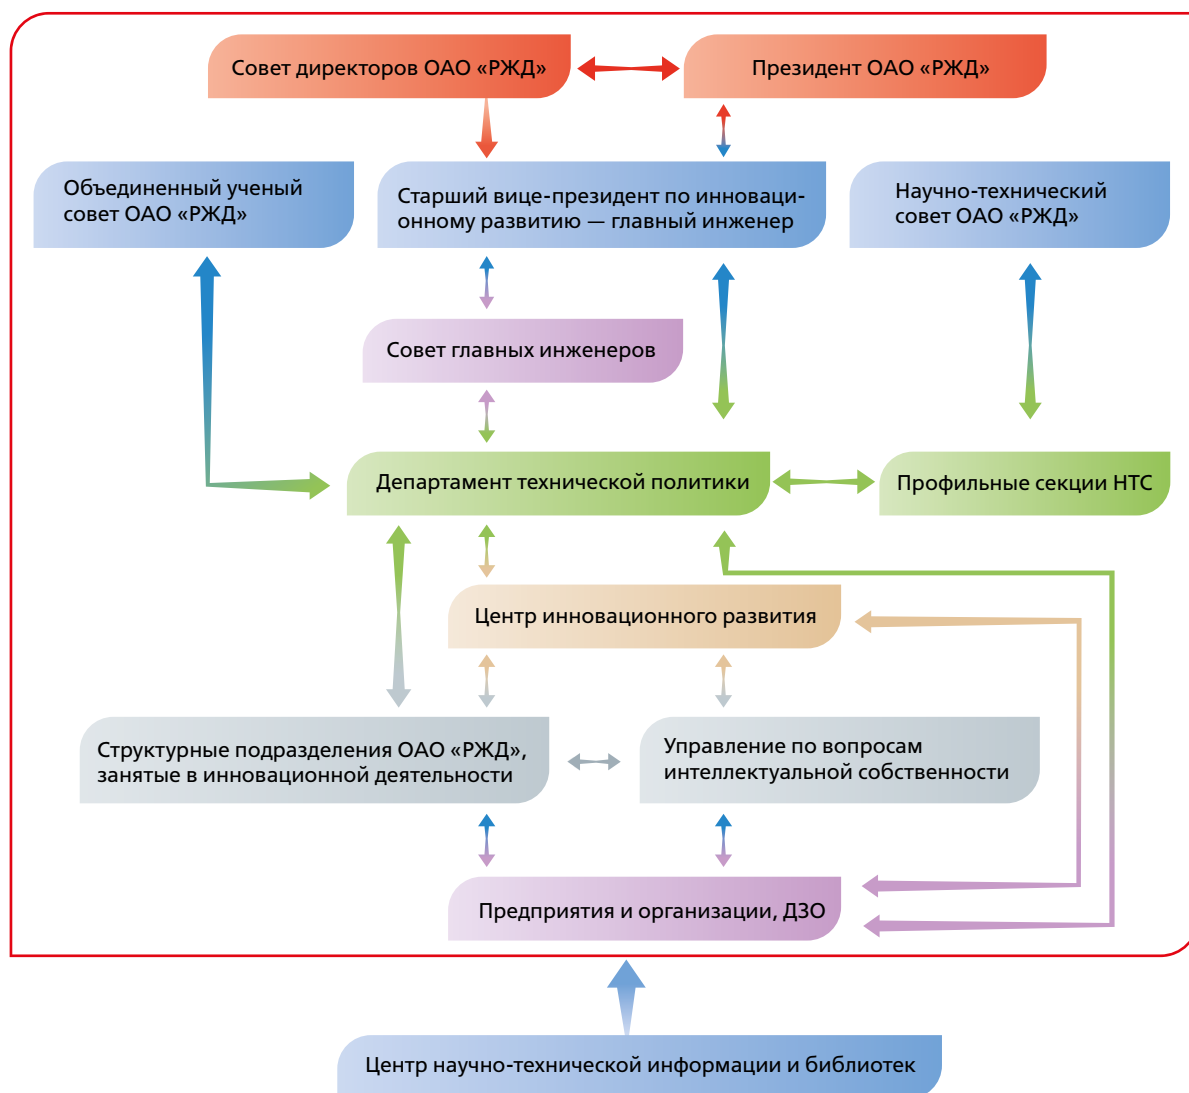 Совет директоров ОАО «РЖД»
Президент ОАО «РЖД»
Объединенный ученый
совет ОАО «РЖД»
Старший вице-президент по иннoваци-
онному развитию — главный инженер
Научно-технический
совет ОАО «РЖД»
Совет главных инженеров
Департамент технической политики
Профильные секции НТС
Центр инновационного развития
Структурные подразделения ОАО «РЖД»,
занятые в инновационной деятельности
Управление по вопросам
интеллектуальной собственности
Предприятия и организации, ДЗО
Центр научно-технической информации и библиотек